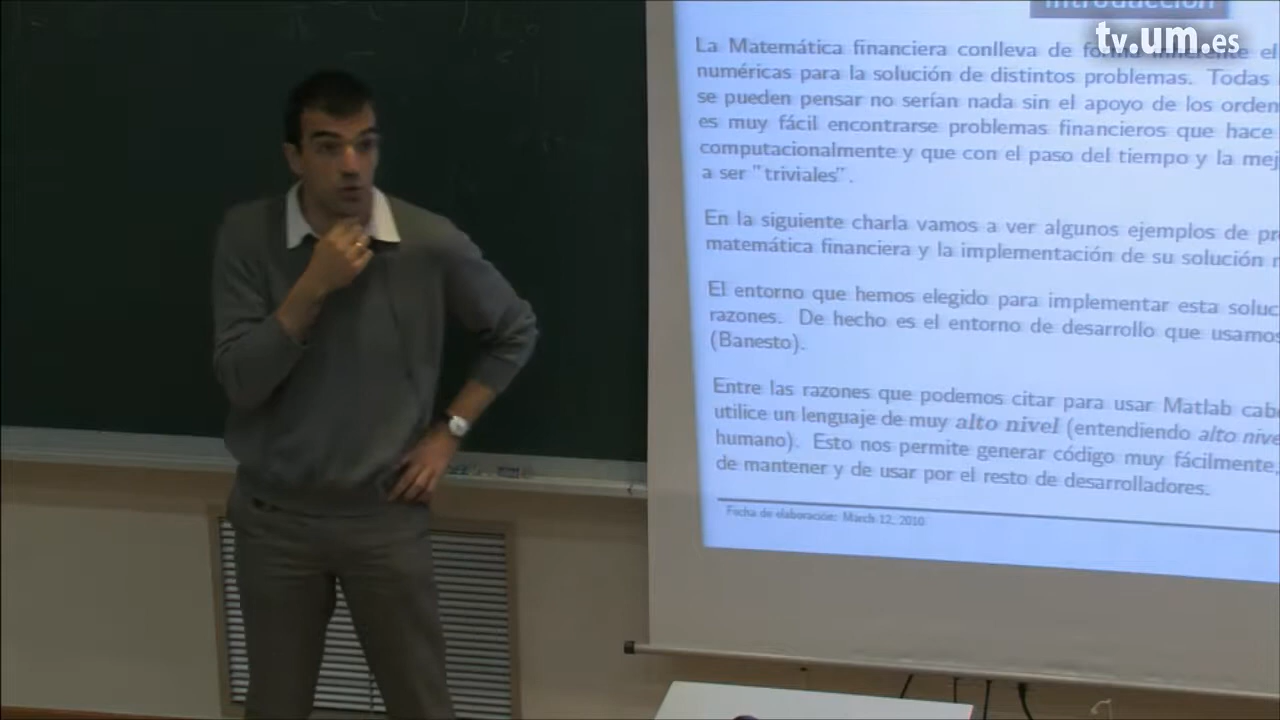 Introducción
tv.um.es
La Matemática financiera conlleva de forma inherente el
numéricas para la solución de distintos problemas. Todas
se pueden pensar no serían nada sin el apoyo de los orden
es muy fácil encontrarse problemas financieros que hace
computacionalmente y que con el paso del tiempo y la mej
a ser "triviales".
En la siguiente charla vamos a ver algunos ejemplos de pr
matemática financiera y la implementación de su solución
El entorno que hemos elegido para implementar esta soluc
razones. De hecho es el entorno de desarrollo que usamos
(Banesto).
Entre las razones que podemos citar para usar Matlab cab
utilice un lenguaje de muy alto nivel (entendiendo alto nive
humano). Esto nos permite generar código muy fácilmente,
de mantener y de usar por el resto de desarrolladores.
Fecha de elaboración: March 12, 2010